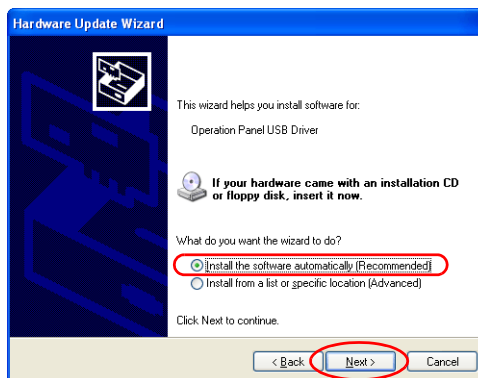 Hardware Update Wizard
This wizard helps you install software for:
Operation Panel USB Driver
If your hardware came with an installation CD
or floppy disk, insert it now.
What do you want the wizard to do?
Install the software automatically (Recommended)
Install from a list or specific location (Advanced)
Click Next to continue.
< Back Next > Cancel